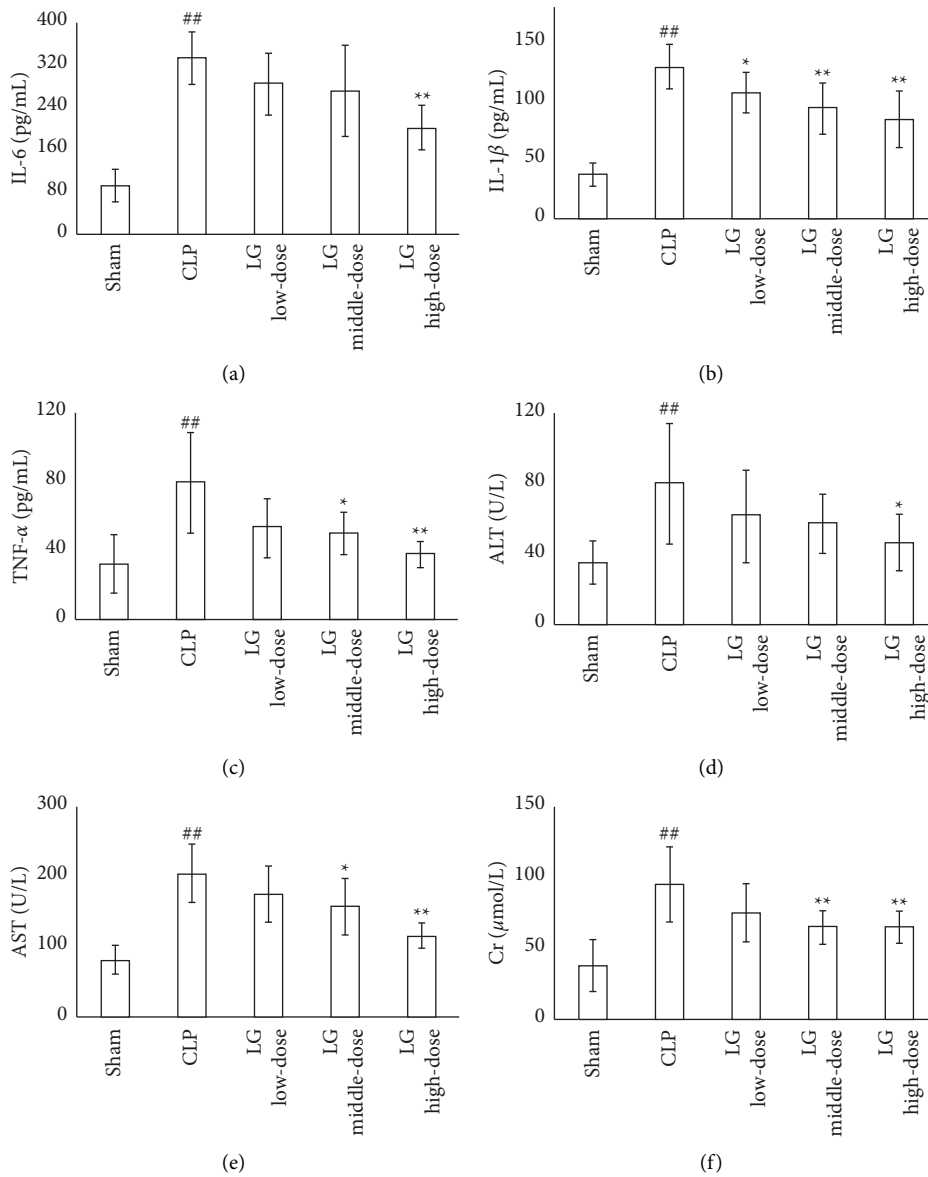 IL-6 (pg/mL)
400
320
240
160
80
0
##
**
Sham
CLP
LG
low-dose
LG
middle-dose
LG
high-dose
(a)
IL-1β (pg/mL)
150
100
50
0
##
*
**
**
Sham
CLP
LG
low-dose
LG
middle-dose
LG
high-dose
(b)
TNF-α (pg/mL)
120
80
40
0
##
*
**
Sham
CLP
LG
low-dose
LG
middle-dose
LG
high-dose
(c)
ALT (U/L)
120
80
40
0
##
*
Sham
CLP
LG
low-dose
LG
middle-dose
LG
high-dose
(d)
AST (U/L)
300
200
100
0
##
*
**
Sham
CLP
LG
low-dose
LG
middle-dose
LG
high-dose
(e)
Cr (μmol/L)
150
100
50
0
##
**
**
Sham
CLP
LG
low-dose
LG
middle-dose
LG
high-dose
(f)